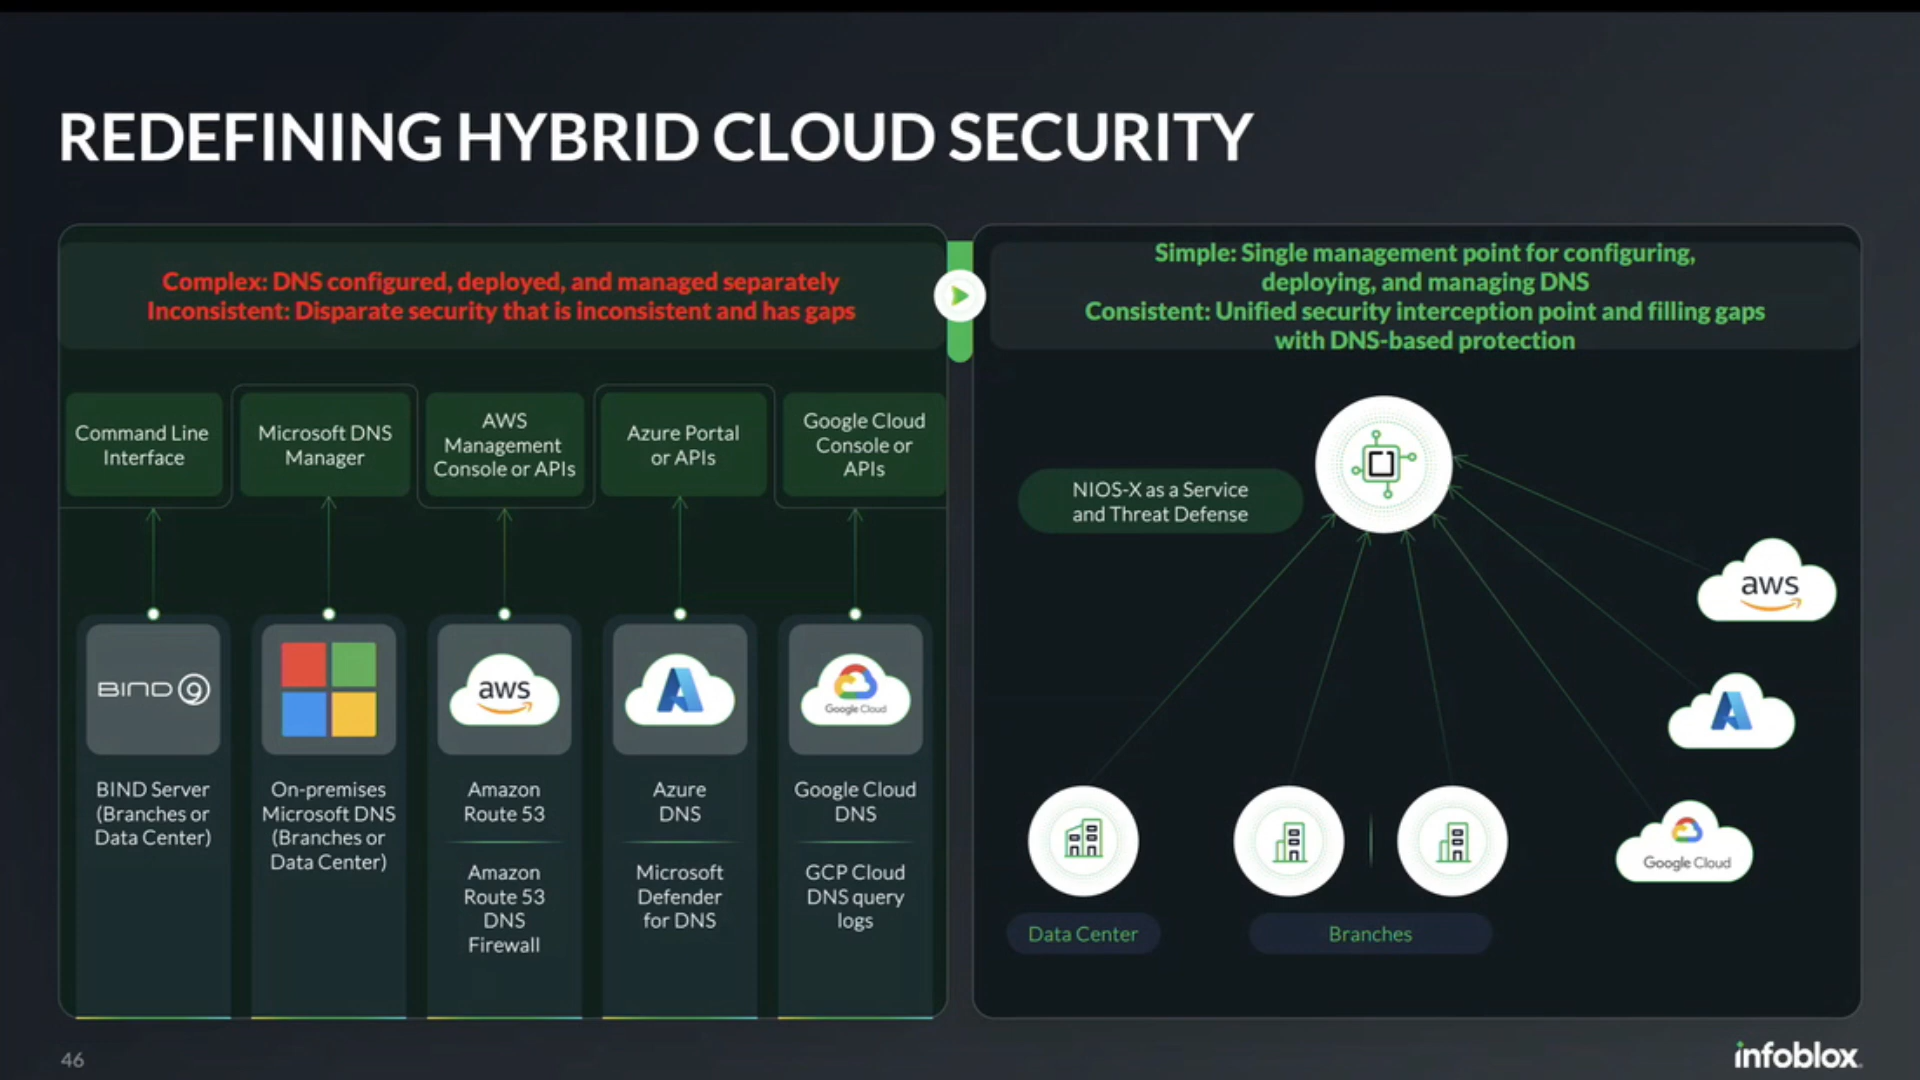 REDEFINING HYBRID CLOUD SECURITY
Complex: DNS configured, deployed, and managed separately
Inconsistent: Disparate security that is inconsistent and has gaps
Command Line
Interface
Microsoft DNS
Manager
AWS
Management
Console or APIs
Azure Portal
or APIs
Google Cloud
Console or
APIs
BIND 9
aws
Google Cloud
BIND Server
(Branches or
Data Center)
On-premises
Microsoft DNS
(Branches or
Data Center)
Amazon
Route 53
Amazon
Route 53
DNS
Firewall
Azure
DNS
Microsoft
Defender
for DNS
Google Cloud
DNS
GCP Cloud
DNS query
logs
Simple: Single management point for configuring,
deploying, and managing DNS
Consistent: Unified security interception point and filling gaps
with DNS-based protection
NIOS-X as a Service
and Threat Defense
aws
Google Cloud
Data Center
Branches
46
infoblox